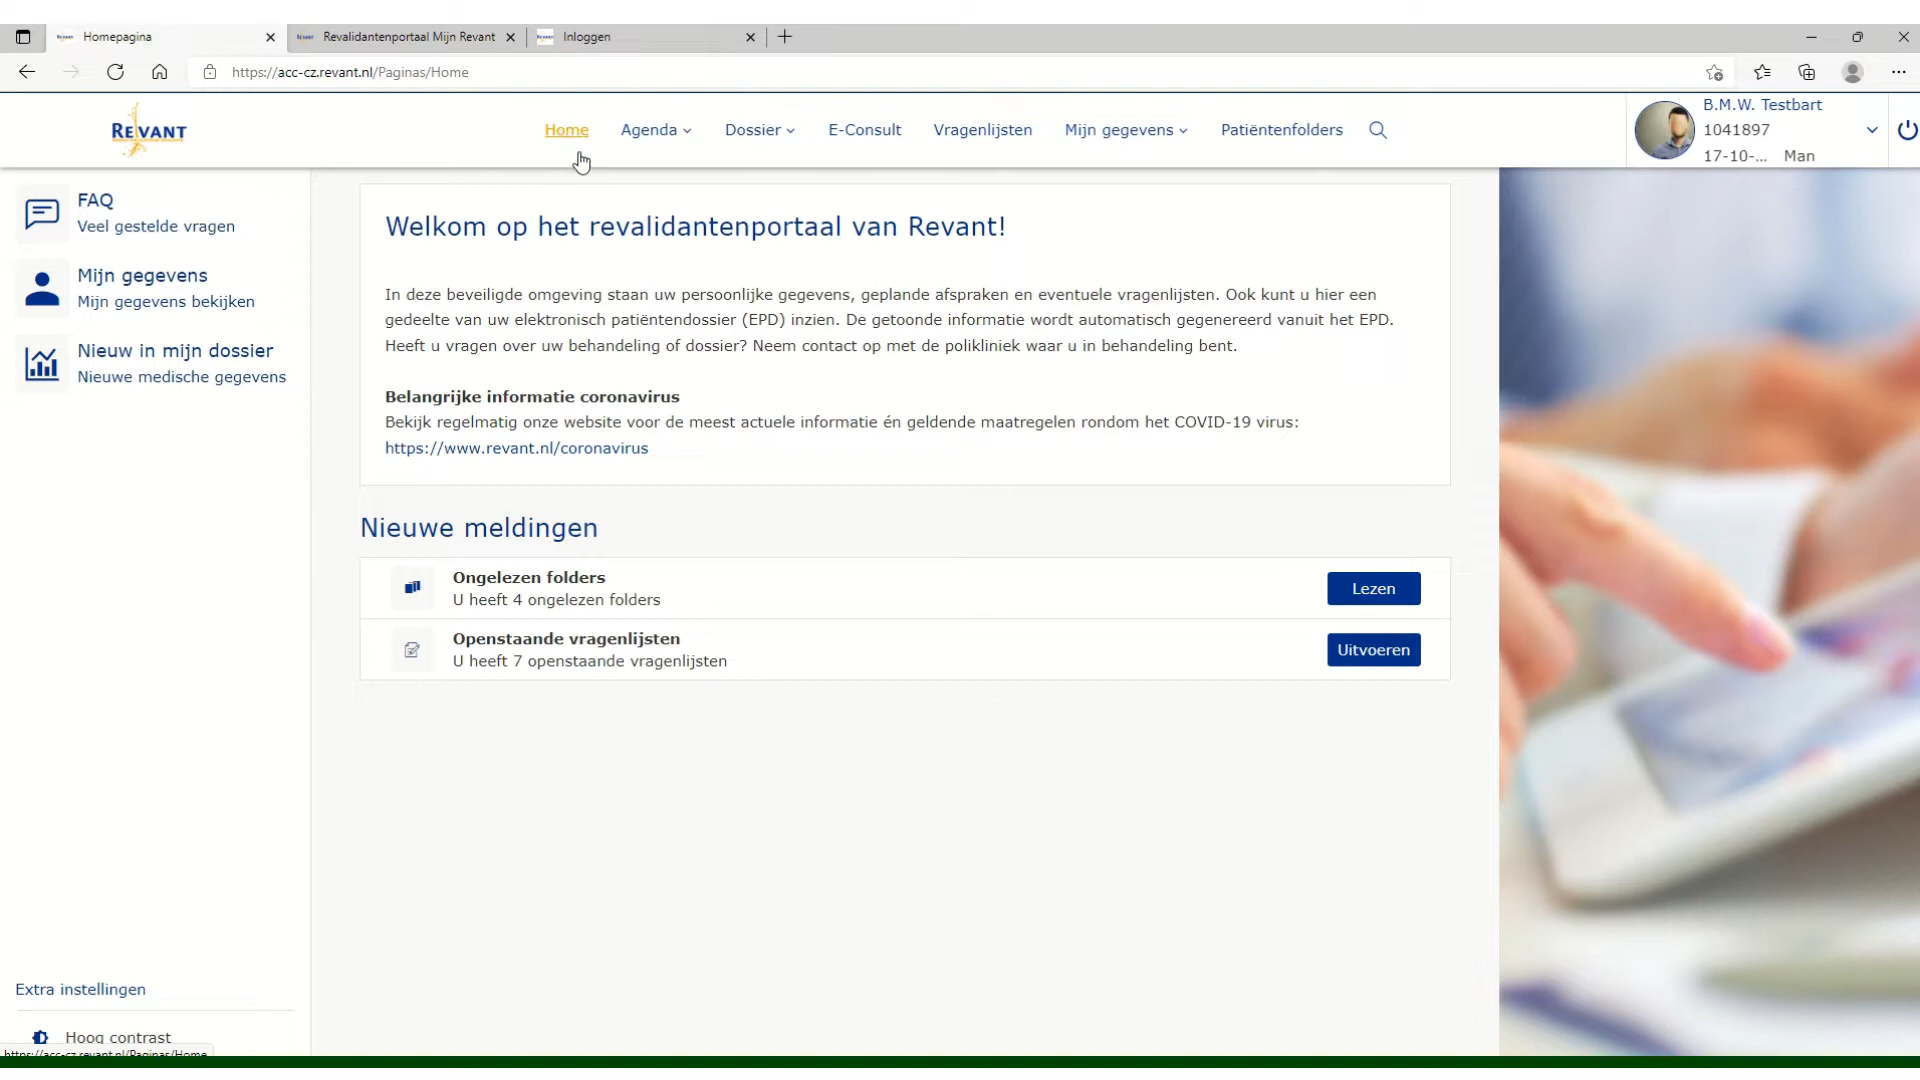 Homepagina
Revalidantenportaal Mijn Revant
Inloggen
https://acc-cz.revant.nl/Paginas/Home
REVANT
Home
Agenda
Dossier
E-Consult
Vragenlijsten
Mijn gegevens
Patiëntenfolders
B.M.W. Testbart
1041897
17-10-... Man
FAQ
Veel gestelde vragen
Mijn gegevens
Mijn gegevens bekijken
Nieuw in mijn dossier
Nieuwe medische gegevens
Welkom op het revalidantenportaal van Revant!
In deze beveiligde omgeving staan uw persoonlijke gegevens, geplande afspraken en eventuele vragenlijsten. Ook kunt u hier een
gedeelte van uw elektronisch patiëntendossier (EPD) inzien. De getoonde informatie wordt automatisch gegenereerd vanuit het EPD.
Heeft u vragen over uw behandeling of dossier? Neem contact op met de polikliniek waar u in behandeling bent.
Belangrijke informatie coronavirus
Bekijk regelmatig onze website voor de meest actuele informatie én geldende maatregelen rondom het COVID-19 virus:
https://www.revant.nl/coronavirus
Nieuwe meldingen
Ongelezen folders
U heeft 4 ongelezen folders
Lezen
Openstaande vragenlijsten
U heeft 7 openstaande vragenlijsten
Uitvoeren
Extra instellingen
Hoog contrast
https://acc-cz.revant.nl/Paginas/Home